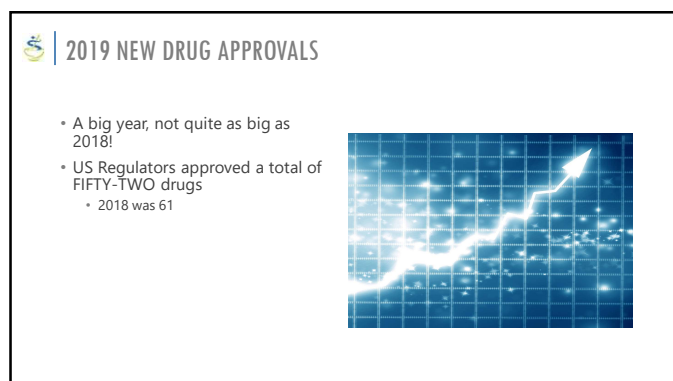 2019 NEW DRUG APPROVALS
• A big year, not quite as big as
2018!
• US Regulators approved a total of
FIFTY-TWO drugs
• 2018 was 61